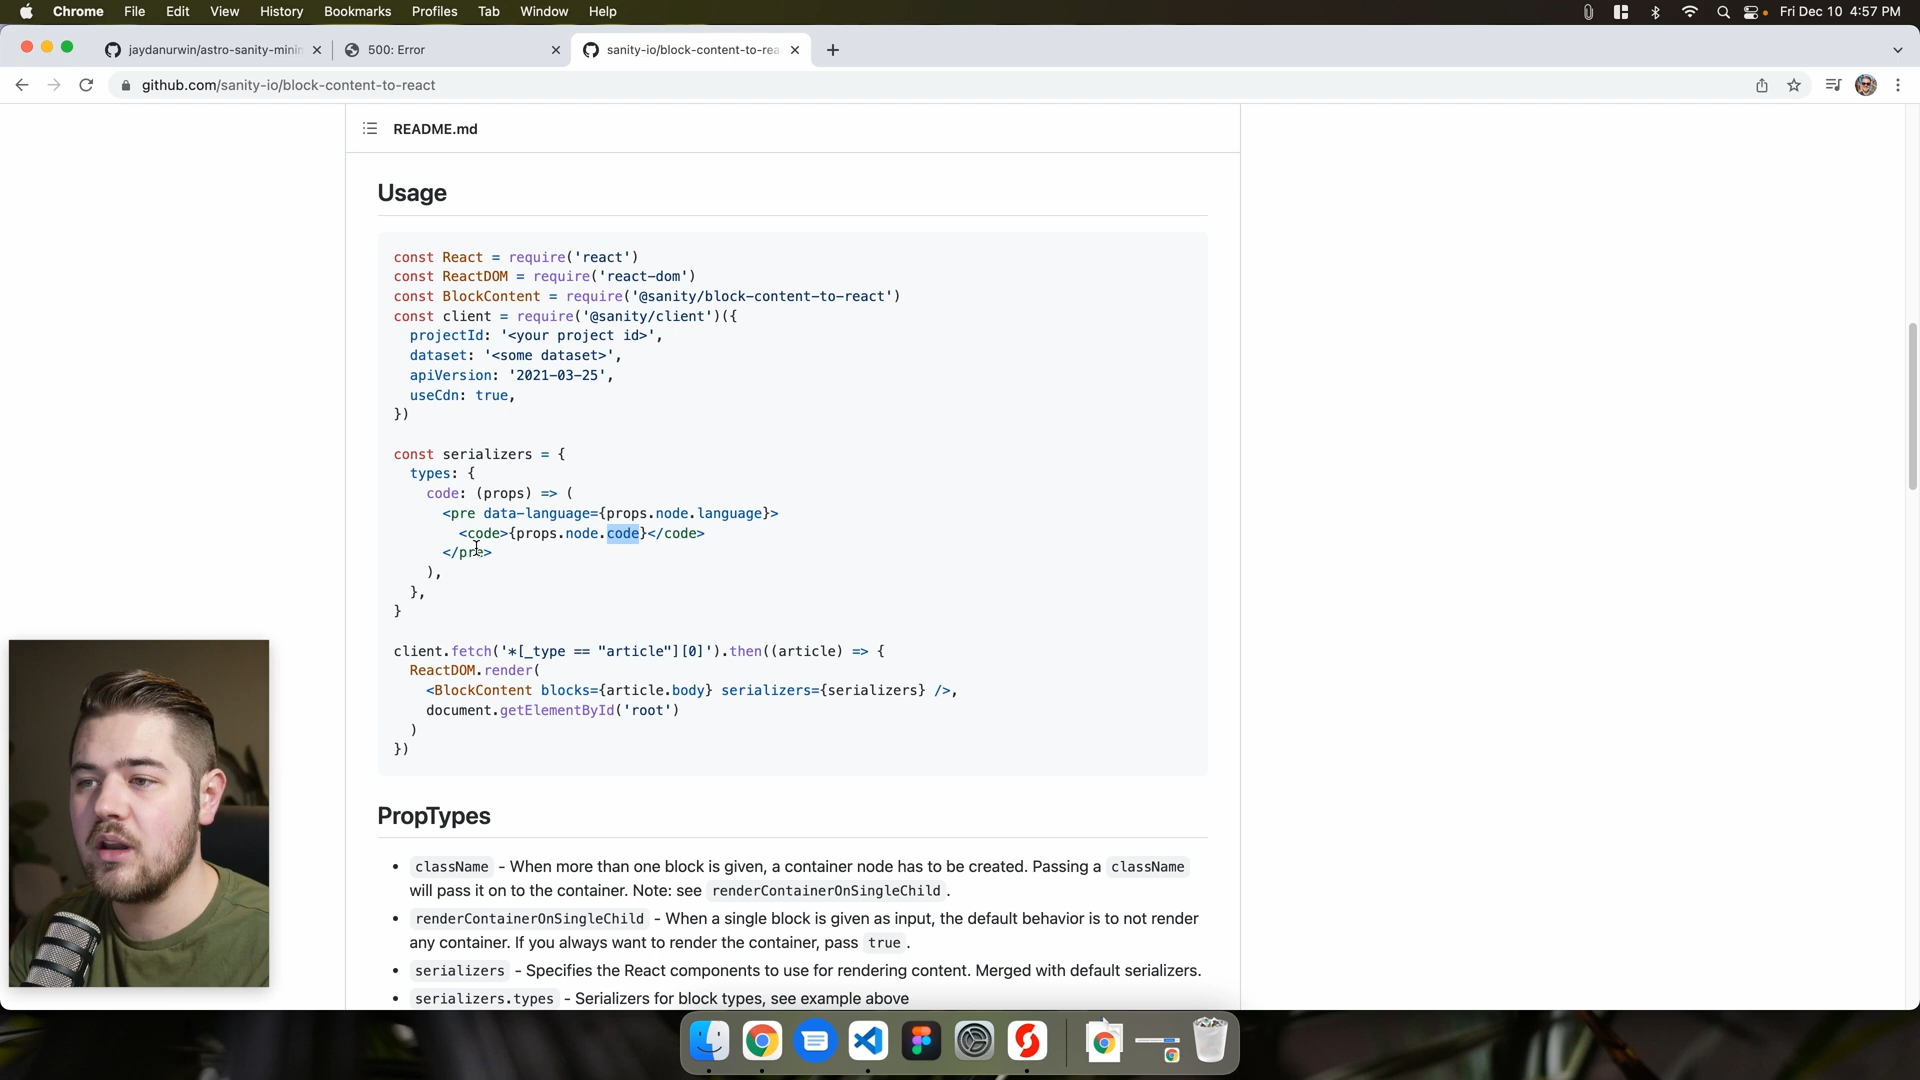 Chrome File Edit View History Bookmarks Profiles Tab Window Help Fri Dec 10 4:57 PM
jaydanurwin/astro-sanity-minim 500: Error sanity-io/block-content-to-rea
github.com/sanity-io/block-content-to-react
README.md
Usage
const React = require('react')
const ReactDOM = require('react-dom')
const BlockContent = require('@sanity/block-content-to-react')
const client = require('@sanity/client')({
projectId: '<your project id>',
dataset: '<some dataset>',
apiVersion: '2021-03-25',
useCdn: true,
})
const serializers = {
types: {
code: (props) => (
<pre data-language={props.node.language}>
<code>{props.node.code}</code>
</pre>
),
},
}
client.fetch('*[_type == "article"][0]').then((article) => {
ReactDOM.render(
<BlockContent blocks={article.body} serializers={serializers} />,
document.getElementById('root')
)
})
PropTypes
• className - When more than one block is given, a container node has to be created. Passing a className
will pass it on to the container. Note: see renderContainerOnSingleChild .
• renderContainerOnSingleChild - When a single block is given as input, the default behavior is to not render
any container. If you always want to render the container, pass true .
• serializers - Specifies the React components to use for rendering content. Merged with default serializers.
• serializers.types - Serializers for block types, see example above